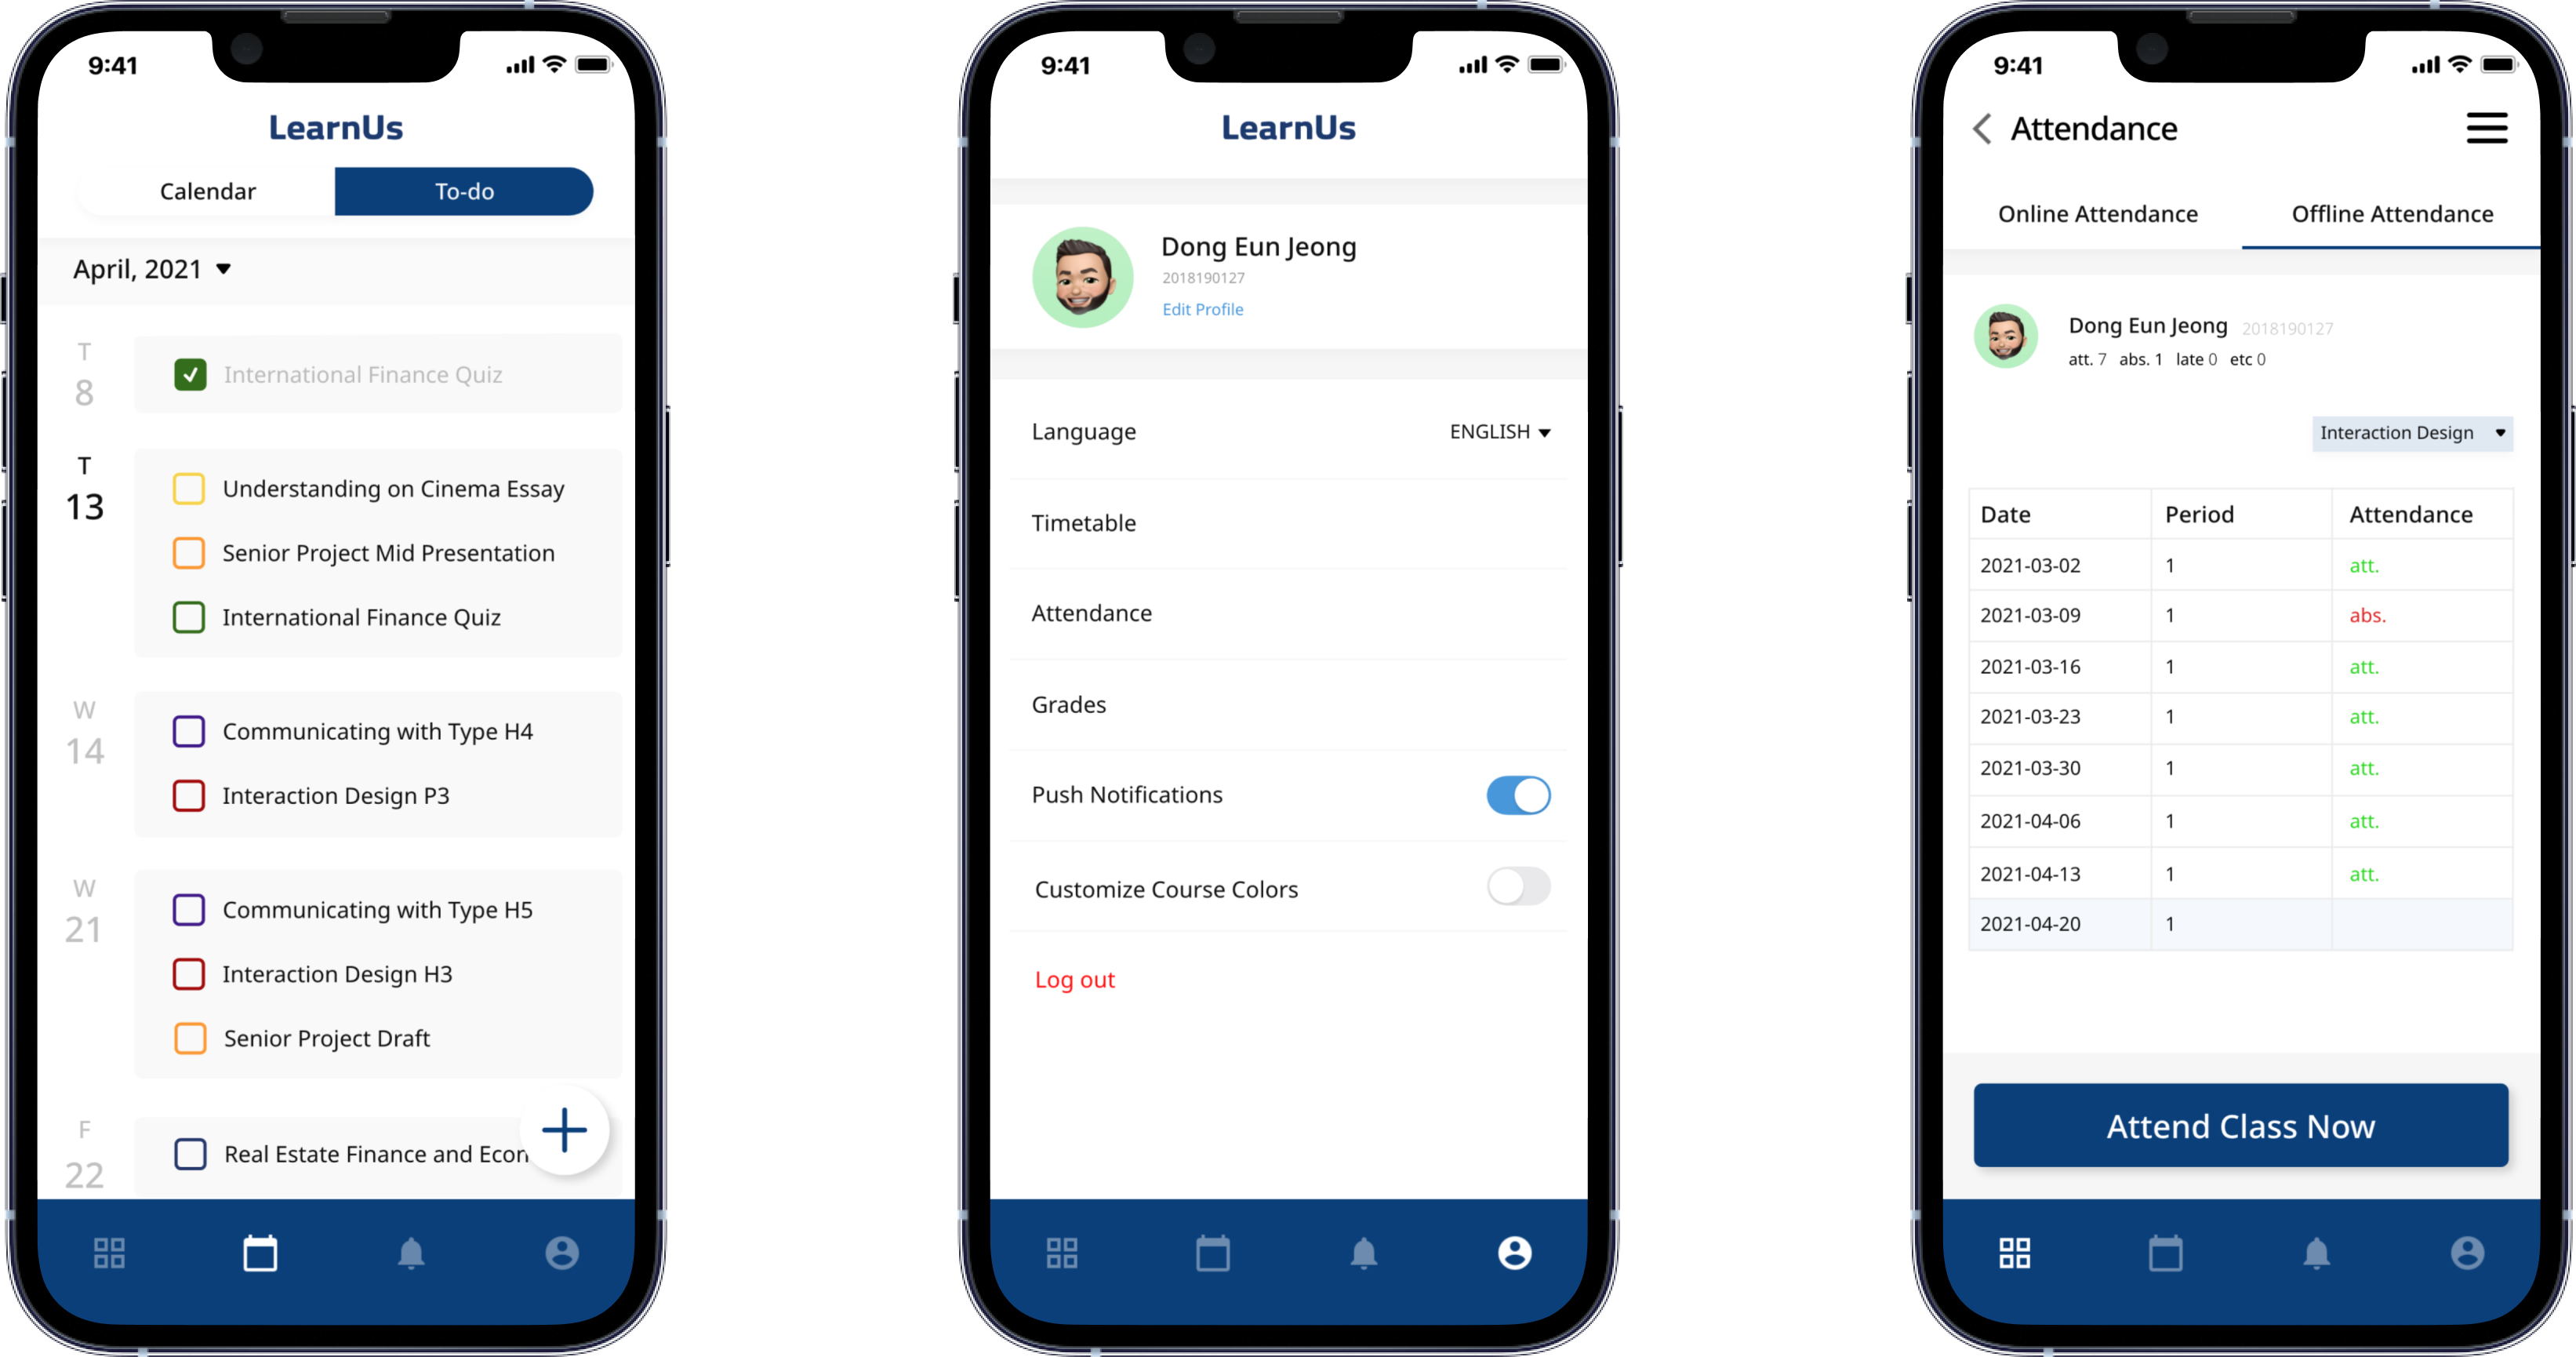 9:41
LearnUs
Calendar To-do
April, 2021
T
8
International Finance Quiz
T
13
Understanding on Cinema Essay
Senior Project Mid Presentation
International Finance Quiz
W
14
Communicating with Type H4
Interaction Design P3
W
21
Communicating with Type H5
Interaction Design H3
Senior Project Draft
F
22
Real Estate Finance and Econ
9:41
LearnUs
Dong Eun Jeong
2018190127
Edit Profile
Language ENGLISH
Timetable
Attendance
Grades
Push Notifications
Customize Course Colors
Log out
9:41
Attendance
Online Attendance Offline Attendance
Dong Eun Jeong 2018190127
att. 7 abs. 1 late 0 etc 0
Interaction Design
Date Period Attendance
2021-03-02 1 att.
2021-03-09 1 abs.
2021-03-16 1 att.
2021-03-23 1 att.
2021-03-30 1 att.
2021-04-06 1 att.
2021-04-13 1 att.
2021-04-20 1
Attend Class Now